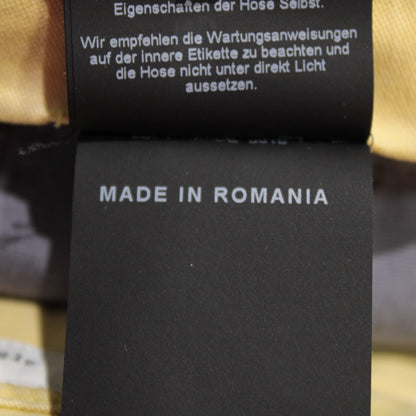 Eigenschaften der Hose Selbst.
Wir empfehlen die Wartungsanweisungen
auf der innere Etikette zu beachten und
die Hose nicht unter direkt Licht
aussetzen.
MADE IN ROMANIA